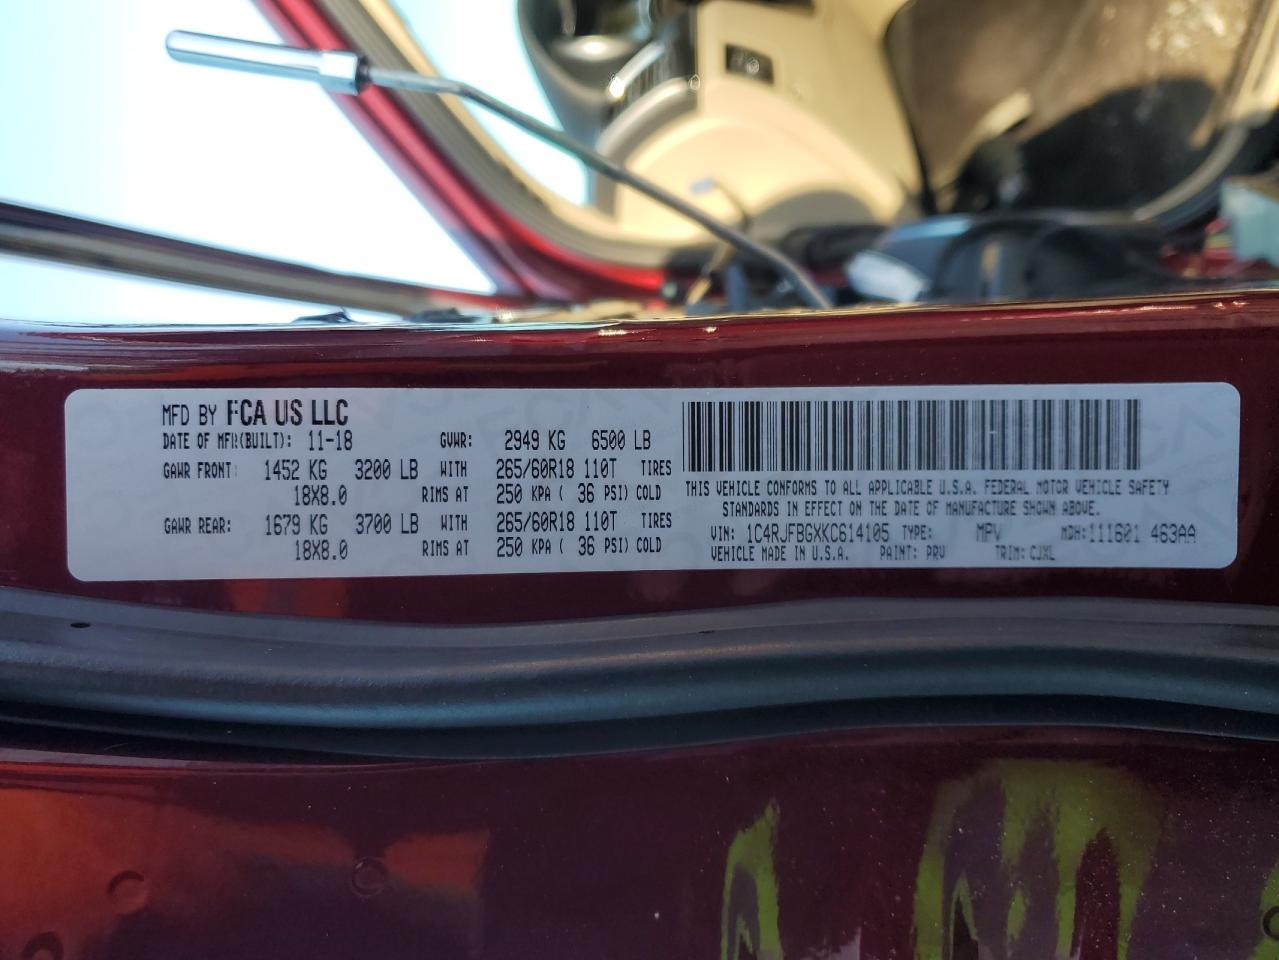 MFD BY FCA US LLC
DATE OF MFR(BUILT): 11-18 GVWR: 2949 KG 6500 LB
GAWR FRONT: 1452 KG 3200 LB WITH 265/60R18 110T TIRES
18X8.0 RIMS AT 250 KPA ( 36 PSI) COLD
GAWR REAR: 1679 KG 3700 LB WITH 265/60R18 110T TIRES
18X8.0 RIMS AT 250 KPA ( 36 PSI) COLD
THIS VEHICLE CONFORMS TO ALL APPLICABLE U.S.A. FEDERAL MOTOR VEHICLE SAFETY
STANDARDS IN EFFECT ON THE DATE OF MANUFACTURE SHOWN ABOVE.
VIN: 1C4RJFBGXKC614105 TYPE: MPV MDH:111601 463AA
VEHICLE MADE IN U.S.A. PAINT: PRV TRIM: CJXL